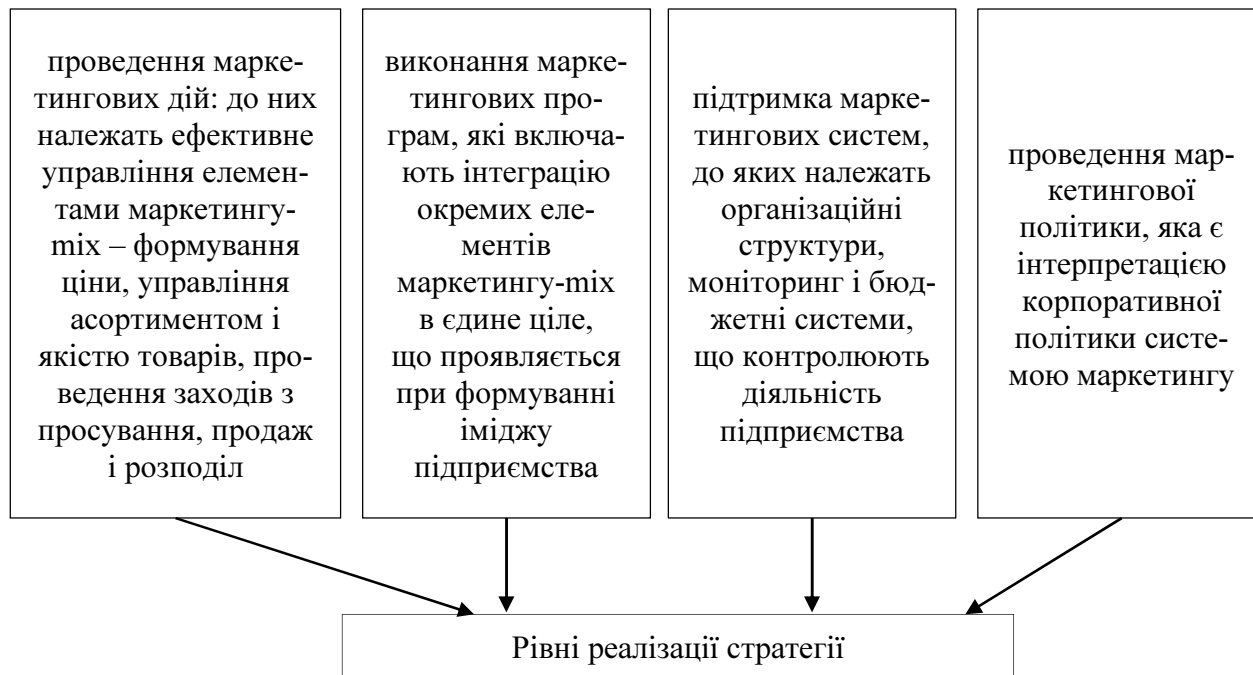 проведення марке-
тингових дій: до них
належать ефективне
управління елемен-
тами маркетингу-
mix – формування
ціни, управління
асортиментом і
якістю товарів, про-
ведення заходів з
просування, продаж
і розподіл
виконання марке-
тингових про-
грам, які включа-
ють інтеграцію
окремих еле-
ментів
маркетингу-mix
в єдине ціле,
що проявляється
при формуванні
іміджу
підприємства
підтримка марке-
тингових систем,
до яких належать
організаційні
структури,
моніторинг і бюд-
жетні системи,
що контролюють
діяльність
підприємства
проведення мар-
кетингової
політики, яка є
інтерпретацією
корпоративної
політики систе-
мою маркетингу
Рівні реалізації стратегії